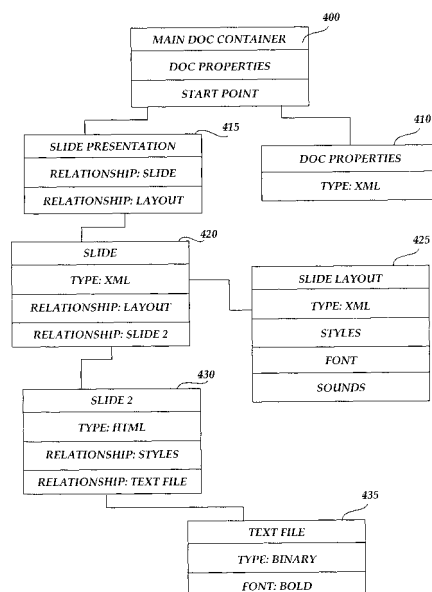 400
MAIN DOC CONTAINER
DOC PROPERTIES
START POINT
415
SLIDE PRESENTATION
RELATIONSHIP: SLIDE
RELATIONSHIP: LAYOUT
410
DOC PROPERTIES
TYPE: XML
420
SLIDE
TYPE: XML
RELATIONSHIP: LAYOUT
RELATIONSHIP: SLIDE 2
425
SLIDE LAYOUT
TYPE: XML
STYLES
FONT
SOUNDS
430
SLIDE 2
TYPE: HTML
RELATIONSHIP: STYLES
RELATIONSHIP: TEXT FILE
435
TEXT FILE
TYPE: BINARY
FONT: BOLD